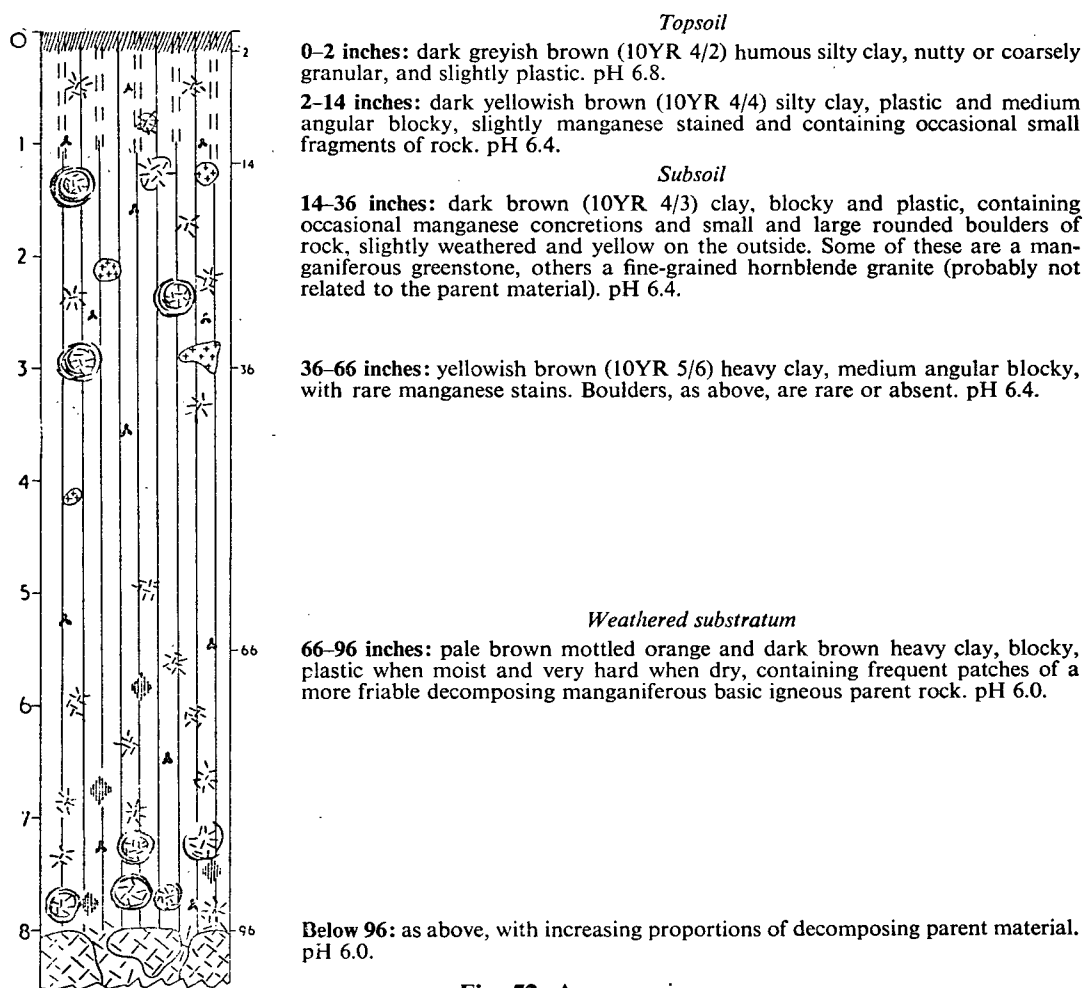 Topsoil
0–2 inches: dark greyish brown (10YR 4/2) humous silty clay, nutty or coarsely
granular, and slightly plastic. pH 6.8.
2–14 inches: dark yellowish brown (10YR 4/4) silty clay, plastic and medium
angular blocky, slightly manganese stained and containing occasional small
fragments of rock. pH 6.4.
Subsoil
14–36 inches: dark brown (10YR 4/3) clay, blocky and plastic, containing
occasional manganese concretions and small and large rounded boulders of
rock, slightly weathered and yellow on the outside. Some of these are a man-
ganiferous greenstone, others a fine-grained hornblende granite (probably not
related to the parent material). pH 6.4.
36–66 inches: yellowish brown (10YR 5/6) heavy clay, medium angular blocky,
with rare manganese stains. Boulders, as above, are rare or absent. pH 6.4.
Weathered substratum
66–96 inches: pale brown mottled orange and dark brown heavy clay, blocky,
plastic when moist and very hard when dry, containing frequent patches of a
more friable decomposing manganiferous basic igneous parent rock. pH 6.0.
Below 96: as above, with increasing proportions of decomposing parent material.
pH 6.0.
0
1
2
3
4
5
6
7
8
2
14
36
66
96